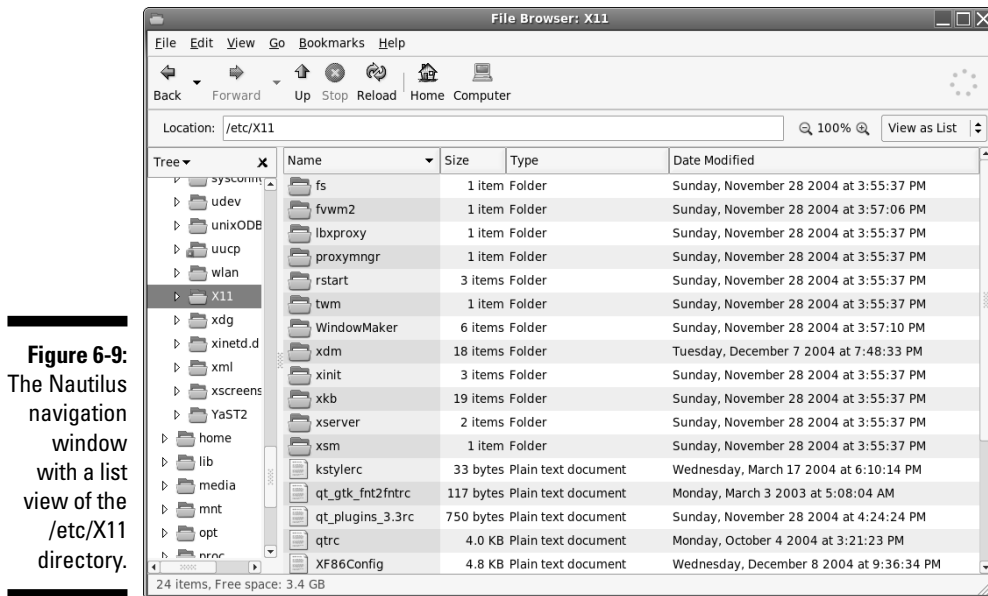 File Browser: X11
File Edit View Go Bookmarks Help
Back Forward Up Stop Reload Home Computer
Location: /etc/X11 100% View as List
Tree
udev
unixODB
uucp
wlan
X11
xdg
xinetd.d
xml
xscreens
YaST2
home
lib
media
mnt
opt
proc
Name Size Type Date Modified
fs 1 item Folder Sunday, November 28 2004 at 3:55:37 PM
fvwm2 1 item Folder Sunday, November 28 2004 at 3:57:06 PM
lbxproxy 1 item Folder Sunday, November 28 2004 at 3:55:37 PM
proxymngr 1 item Folder Sunday, November 28 2004 at 3:55:37 PM
rstart 3 items Folder Sunday, November 28 2004 at 3:55:37 PM
twm 1 item Folder Sunday, November 28 2004 at 3:55:37 PM
WindowMaker 6 items Folder Sunday, November 28 2004 at 3:57:10 PM
xdm 18 items Folder Tuesday, December 7 2004 at 7:48:33 PM
xinit 3 items Folder Sunday, November 28 2004 at 3:55:37 PM
xkb 19 items Folder Sunday, November 28 2004 at 3:55:37 PM
xserver 2 items Folder Sunday, November 28 2004 at 3:55:37 PM
xsm 1 item Folder Sunday, November 28 2004 at 3:55:37 PM
kstylerc 33 bytes Plain text document Wednesday, March 17 2004 at 6:10:14 PM
qt_gtk_fnt2fntrc 117 bytes Plain text document Monday, March 3 2003 at 5:08:04 AM
qt_plugins_3.3rc 750 bytes Plain text document Sunday, November 28 2004 at 4:24:24 PM
qtrc 4.0 KB Plain text document Monday, October 4 2004 at 3:21:23 PM
XF86Config 4.8 KB Plain text document Wednesday, December 8 2004 at 9:36:34 PM
24 items, Free space: 3.4 GB
Figure 6-9:
The Nautilus
navigation
window
with a list
view of the
/etc/X11
directory.